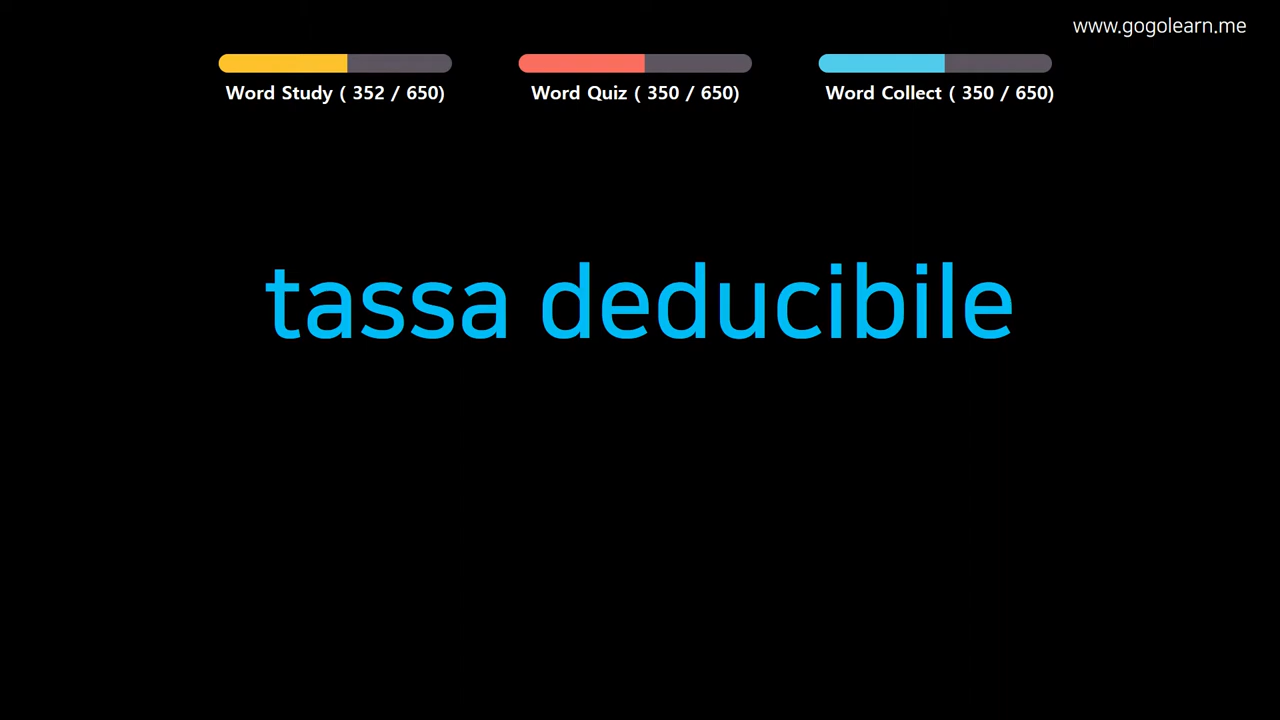 www.gogolearn.me
Word Study ( 352 / 650)
Word Quiz ( 350 / 650)
Word Collect ( 350 / 650)
tassa deducibile